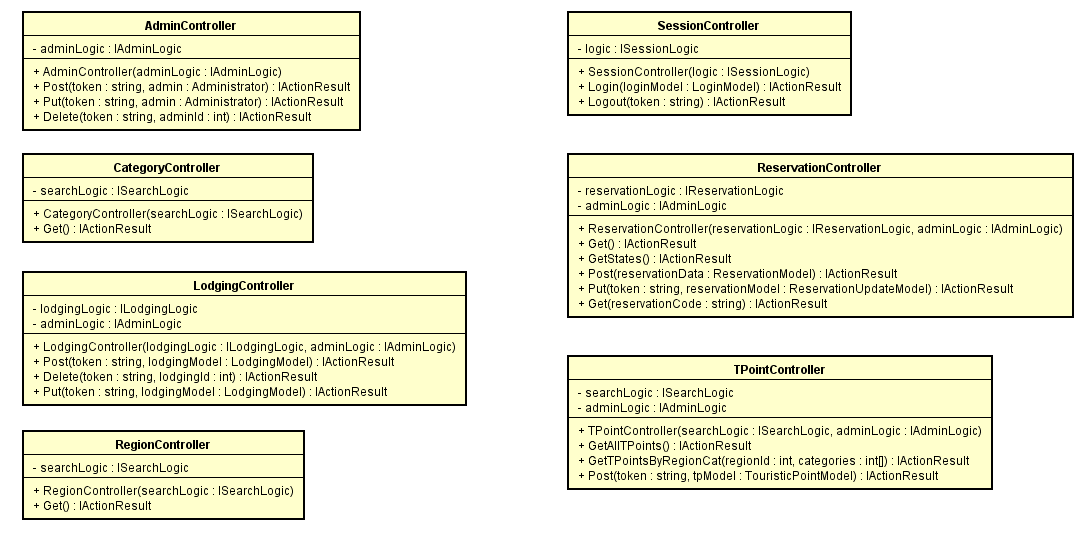 AdminController
- adminLogic : IAdminLogic
+ AdminController(adminLogic : IAdminLogic)
+ Post(token : string, admin : Administrator) : IActionResult
+ Put(token : string, admin : Administrator) : IActionResult
+ Delete(token : string, adminId : int) : IActionResult
CategoryController
- searchLogic : ISearchLogic
+ CategoryController(searchLogic : ISearchLogic)
+ Get() : IActionResult
LodgingController
- lodgingLogic : ILodgingLogic
- adminLogic : IAdminLogic
+ LodgingController(lodgingLogic : ILodgingLogic, adminLogic : IAdminLogic)
+ Post(token : string, lodgingModel : LodgingModel) : IActionResult
+ Delete(token : string, lodgingId : int) : IActionResult
+ Put(token : string, lodgingModel : LodgingModel) : IActionResult
RegionController
- searchLogic : ISearchLogic
+ RegionController(searchLogic : ISearchLogic)
+ Get() : IActionResult
SessionController
- logic : ISessionLogic
+ SessionController(logic : ISessionLogic)
+ Login(loginModel : LoginModel) : IActionResult
+ Logout(token : string) : IActionResult
ReservationController
- reservationLogic : IReservationLogic
- adminLogic : IAdminLogic
+ ReservationController(reservationLogic : IReservationLogic, adminLogic : IAdminLogic)
+ Get() : IActionResult
+ GetStates() : IActionResult
+ Post(reservationData : ReservationModel) : IActionResult
+ Put(token : string, reservationModel : ReservationUpdateModel) : IActionResult
+ Get(reservationCode : string) : IActionResult
TPointController
- searchLogic : ISearchLogic
- adminLogic : IAdminLogic
+ TPointController(searchLogic : ISearchLogic, adminLogic : IAdminLogic)
+ GetAllTPoints() : IActionResult
+ GetTPointsByRegionCat(regionId : int, categories : int[]) : IActionResult
+ Post(token : string, tpModel : TouristicPointModel) : IActionResult